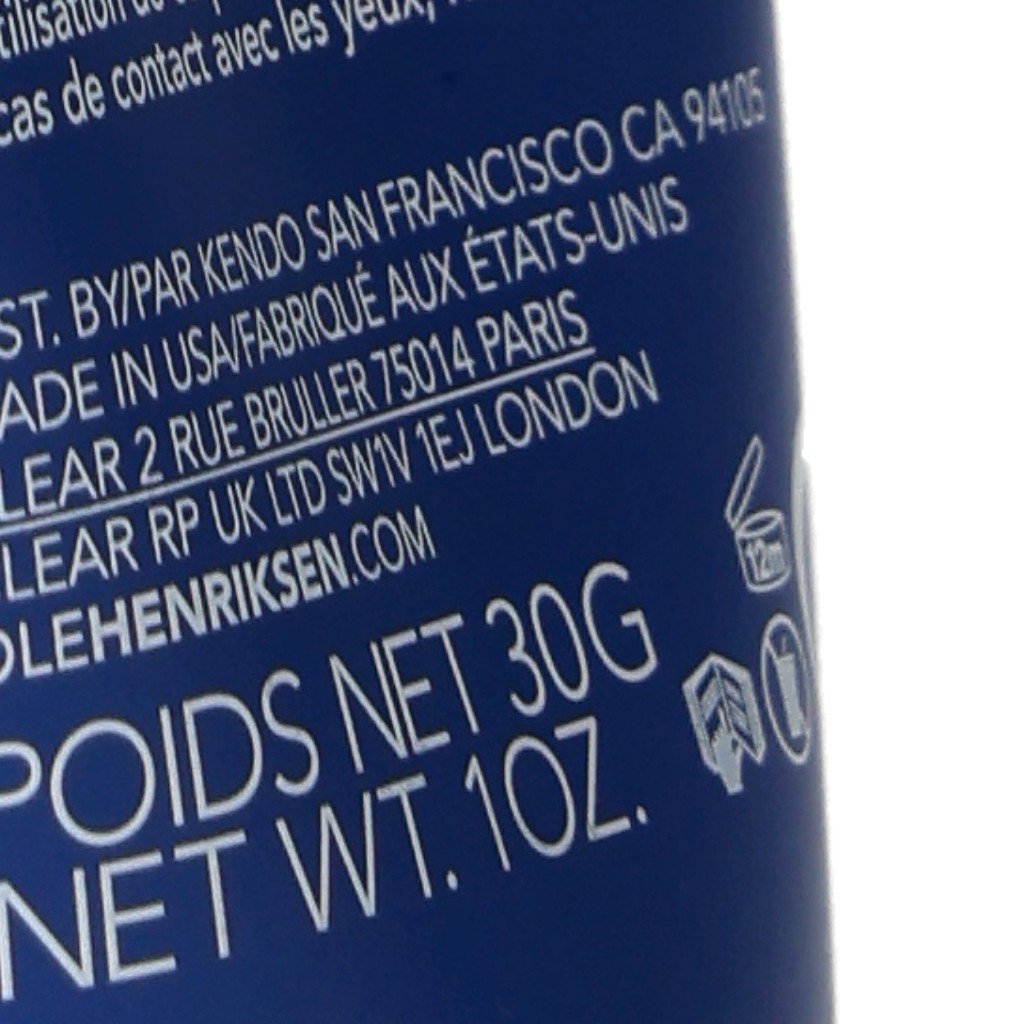 cas de contact avec les yeux,
ST. BY/PAR KENDO SAN FRANCISCO CA 94105
ADE IN USA/FABRIQUÉ AUX ÉTATS-UNIS
LEAR 2 RUE BRULLER 75014 PARIS
LEAR RP UK LTD SW1V 1EJ LONDON
OLEHENRIKSEN.COM
12m
POIDS NET 30G
NET WT. 1OZ.